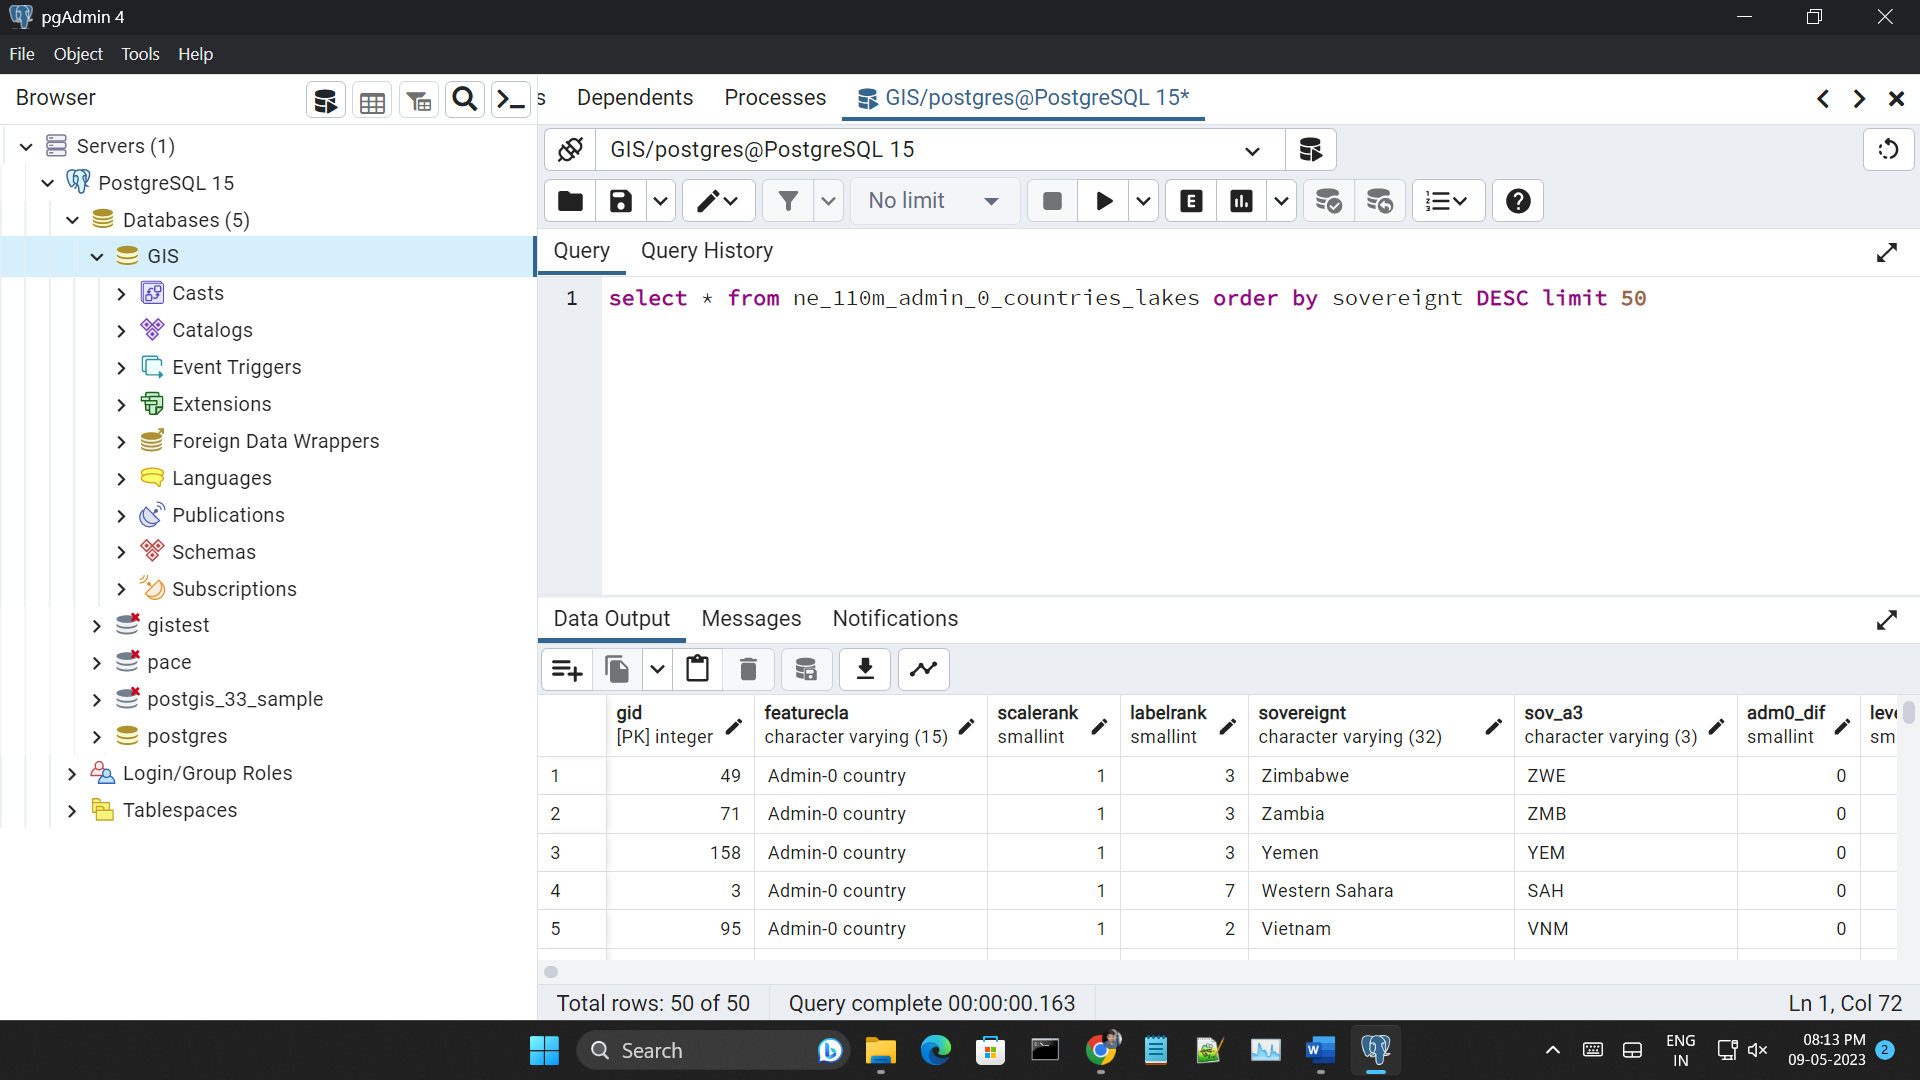 pgAdmin 4
File Object Tools Help
Browser
s Dependents Processes GIS/postgres@PostgreSQL 15*
Servers (1)
PostgreSQL 15
Databases (5)
GIS
Casts
Catalogs
Event Triggers
Extensions
Foreign Data Wrappers
Languages
Publications
Schemas
Subscriptions
gistest
pace
postgis_33_sample
postgres
Login/Group Roles
Tablespaces
GIS/postgres@PostgreSQL 15
No limit
E
Query Query History
1 select * from ne_110m_admin_0_countries_lakes order by sovereignt DESC limit 50
Data Output Messages Notifications
gid featurecla scalerank labelrank sovereignt sov_a3 adm0_dif leve
[PK] integer character varying (15) smallint smallint character varying (32) character varying (3) smallint sm
1 49 Admin-0 country 1 3 Zimbabwe ZWE 0
2 71 Admin-0 country 1 3 Zambia ZMB 0
3 158 Admin-0 country 1 3 Yemen YEM 0
4 3 Admin-0 country 1 7 Western Sahara SAH 0
5 95 Admin-0 country 1 2 Vietnam VNM 0
Total rows: 50 of 50 Query complete 00:00:00.163 Ln 1, Col 72
Search
W
ENG
IN
08:13 PM
09-05-2023
2